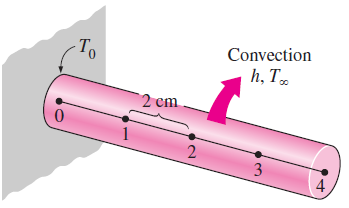 T₀
Convection
h, T∞
2 cm
0
1
2
3
4